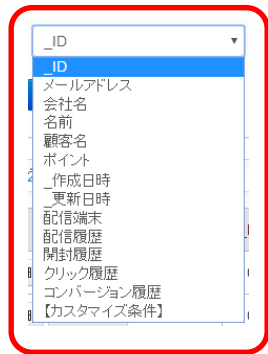 _ID
_ID
メールアドレス
会社名
名前
顧客名
ポイント
_作成日時
_更新日時
配信端末
配信履歴
開封履歴
クリック履歴
コンバージョン履歴
【カスタマイズ条件】